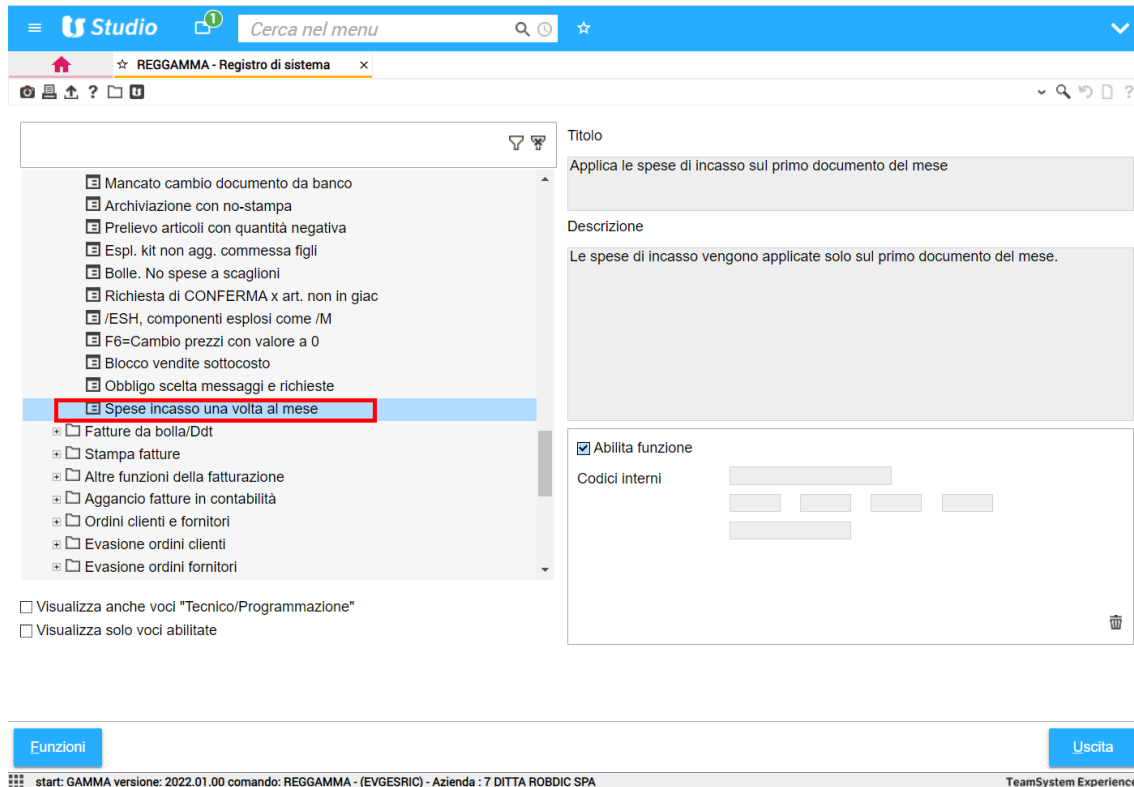 Studio
1
Cerca nel menu
REGGAMMA - Registro di sistema ×
Titolo
Applica le spese di incasso sul primo documento del mese
Descrizione
Le spese di incasso vengono applicate solo sul primo documento del mese.
Mancato cambio documento da banco
Archiviazione con no-stampa
Prelievo articoli con quantità negativa
Espl. kit non agg. commessa figli
Bolle. No spese a scaglioni
Richiesta di CONFERMA x art. non in giac
/ESH, componenti esplosi come /M
F6=Cambio prezzi con valore a 0
Blocco vendite sottocosto
Obbligo scelta messaggi e richieste
Spese incasso una volta al mese
Fatture da bolla/Ddt
Stampa fatture
Altre funzioni della fatturazione
Aggancio fatture in contabilità
Ordini clienti e fornitori
Evasione ordini clienti
Evasione ordini fornitori
Abilita funzione
Codici interni
Visualizza anche voci "Tecnico/Programmazione"
Visualizza solo voci abilitate
Funzioni
Uscita
start: GAMMA versione: 2022.01.00 comando: REGGAMMA - (EVGESRIC) - Azienda : 7 DITTA ROBDIC SPA
TeamSystem Experience